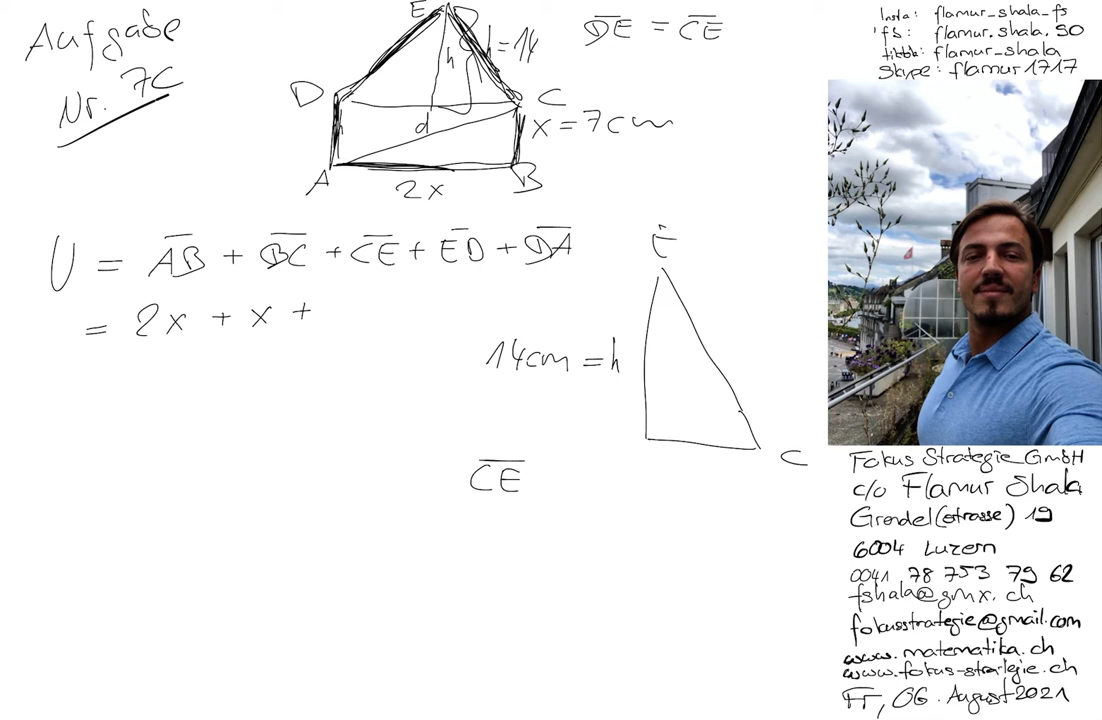 Aufgabe
Nr. 7C
E
h h=14
DE = CE
D C
d x=7cm
A 2x B
U = AB + BC + CE + ED + DA
= 2x + x +
E
14cm = h
C
CE
Insta: flamur_shala_fs
fs: flamur.shala.90
tiktok: flamur_shala
Skype: flamur1717
Fokus Strategie GmbH
c/o Flamur Shala
Grendel(strasse) 19
6004 Luzern
0041 78 753 79 62
fshala@gmx.ch
fokusstrategie@gmail.com
www.matematika.ch
www.fokus-strategie.ch
FR, 06. August 2021